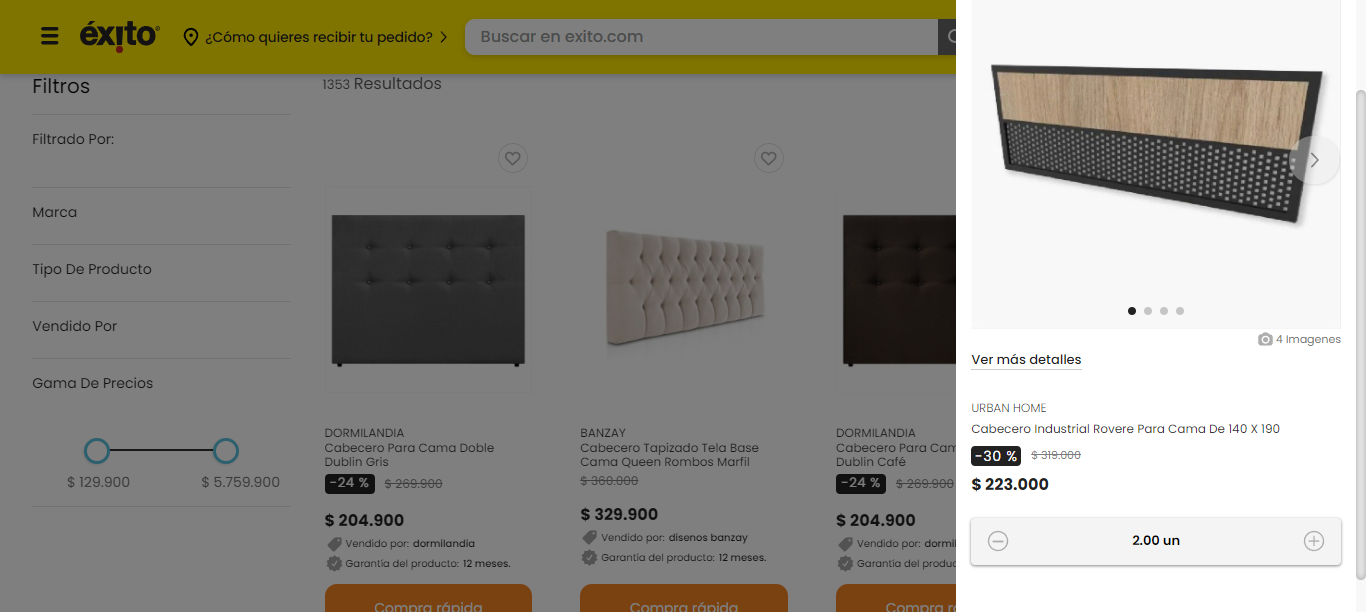 éxito
¿Cómo quieres recibir tu pedido?
Buscar en exito.com
Filtros
1353 Resultados
Filtrado Por:
Marca
Tipo De Producto
Vendido Por
Gama De Precios
$ 129.900
$ 5.759.900
DORMILANDIA
Cabecero Para Cama Doble
Dublin Gris
-24 %
$ 269.900
$ 204.900
Vendido por: dormilandia
Garantía del producto: 12 meses.
Compra rápida
BANZAY
Cabecero Tapizado Tela Base
Cama Queen Rombos Marfil
$ 360.000
$ 329.900
Vendido por: disenos banzay
Garantía del producto: 12 meses.
Compra rápida
DORMILANDIA
Cabecero Para Cam
Dublin Café
-24 %
$ 269.900
$ 204.900
Vendido por: dormil
Garantía del produc
Compra
4 Imagenes
Ver más detalles
URBAN HOME
Cabecero Industrial Rovere Para Cama De 140 X 190
-30 %
$ 319.000
$ 223.000
2.00 un